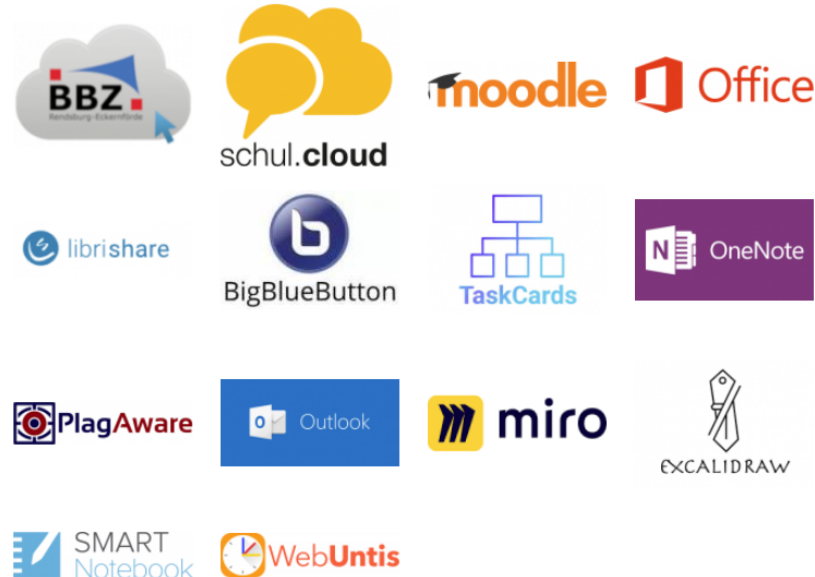 BBZ.
Rendsburg-Eckernförde
schul.cloud
moodle
Office
librishare
BigBlueButton
TaskCards
N OneNote
PlagAware
o Outlook
miro
EXCALIDRAW
SMART
Notebook
WebUntis